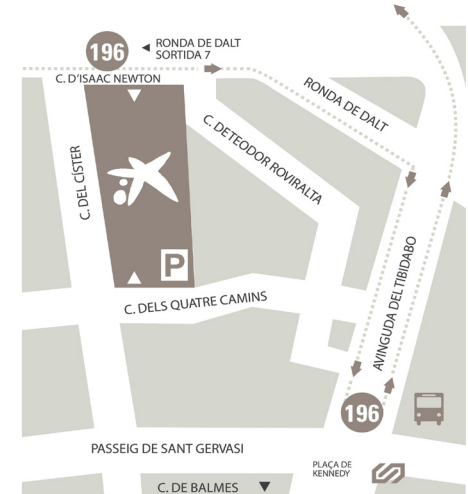 196
RONDA DE DALT
SORTIDA 7
C. D'ISAAC NEWTON
RONDA DE DALT
C. DETEODOR ROVIRALTA
C. DEL CÍSTER
P
C. DELS QUATRE CAMINS
AVINGUDA DEL TIBIDABO
196
PASSEIG DE SANT GERVASI
PLAÇA DE
KENNEDY
C. DE BALMES